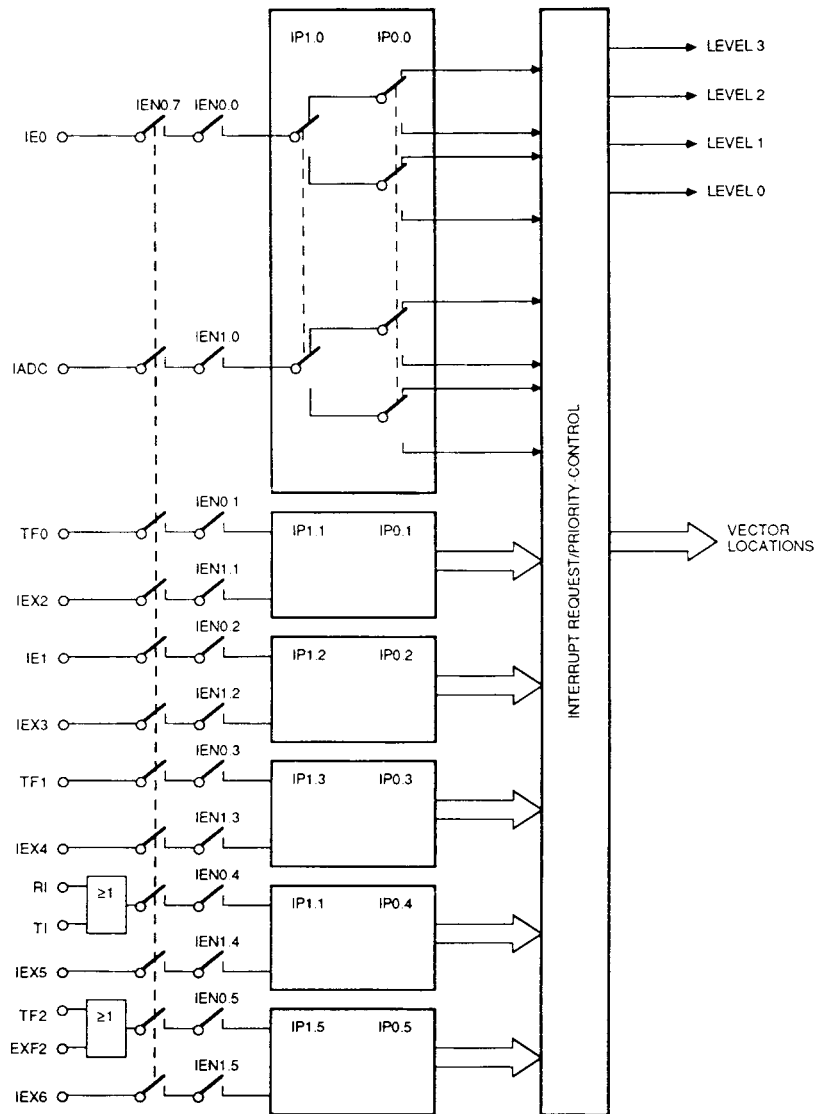 IP1.0 IP0.0
LEVEL 3
LEVEL 2
LEVEL 1
LEVEL 0
IEN0.7 IEN0.0
IE0
IEN1.0
IADC
INTERRUPT REQUEST/PRIORITY-CONTROL
VECTOR
LOCATIONS
IEN0.1
TF0
IP1.1 IP0.1
IEN1.1
IEX2
IEN0.2
IE1
IP1.2 IP0.2
IEN1.2
IEX3
IEN0.3
TF1
IP1.3 IP0.3
IEN1.3
IEX4
IEN0.4
RI
≥1
TI
IP1.1 IP0.4
IEN1.4
IEX5
IEN0.5
TF2
≥1
EXF2
IP1.5 IP0.5
IEN1.5
IEX6